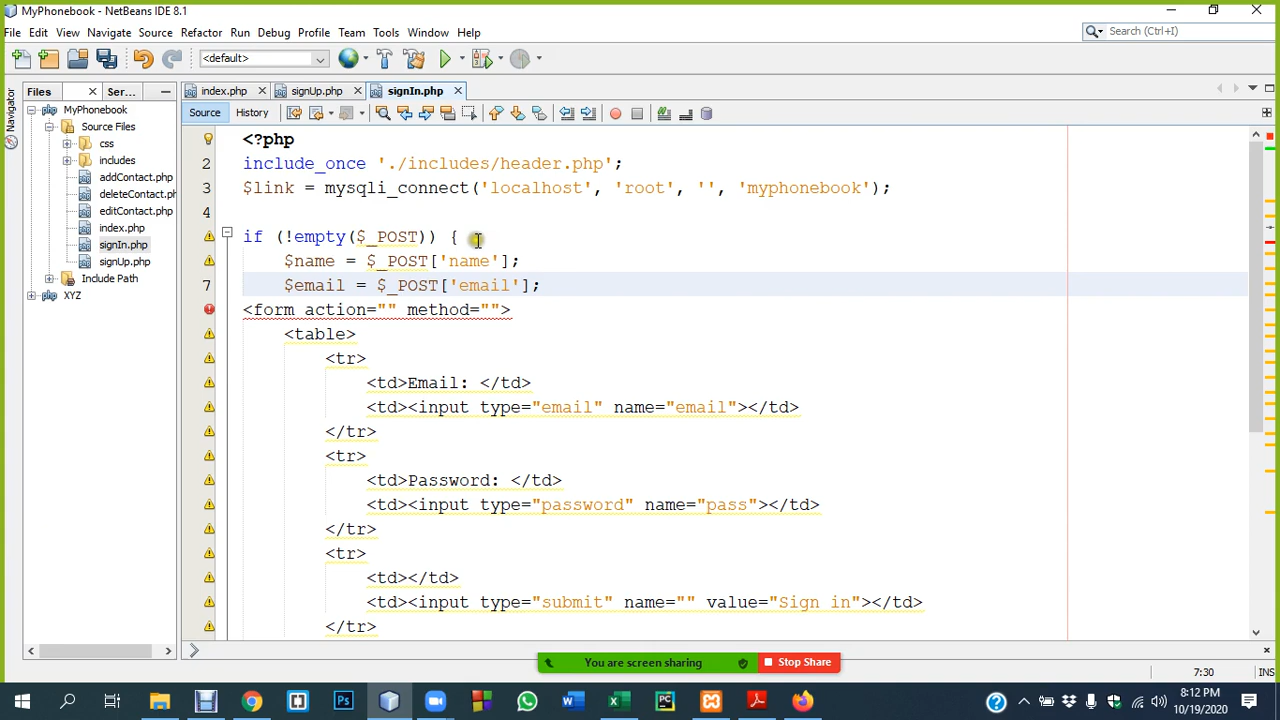 MyPhonebook - NetBeans IDE 8.1
File Edit View Navigate Source Refactor Run Debug Profile Team Tools Window Help
Search (Ctrl+I)
<default>
Files Ser...
index.php signUp.php signIn.php
Navigator
MyPhonebook
Source Files
css
includes
addContact.php
deleteContact.ph
editContact.php
index.php
signIn.php
signUp.php
Include Path
XYZ
Source History
<?php
2 include_once './includes/header.php';
3 $link = mysqli_connect('localhost', 'root', '', 'myphonebook');
4
if (!empty($_POST)) {
$name = $_POST['name'];
7 $email = $_POST['email'];
<form action="" method="">
<table>
<tr>
<td>Email: </td>
<td><input type="email" name="email"></td>
</tr>
<tr>
<td>Password: </td>
<td><input type="password" name="pass"></td>
</tr>
<tr>
<td></td>
<td><input type="submit" name="" value="Sign in"></td>
</tr>
You are screen sharing Stop Share
7:30 INS
8:12 PM
10/19/2020